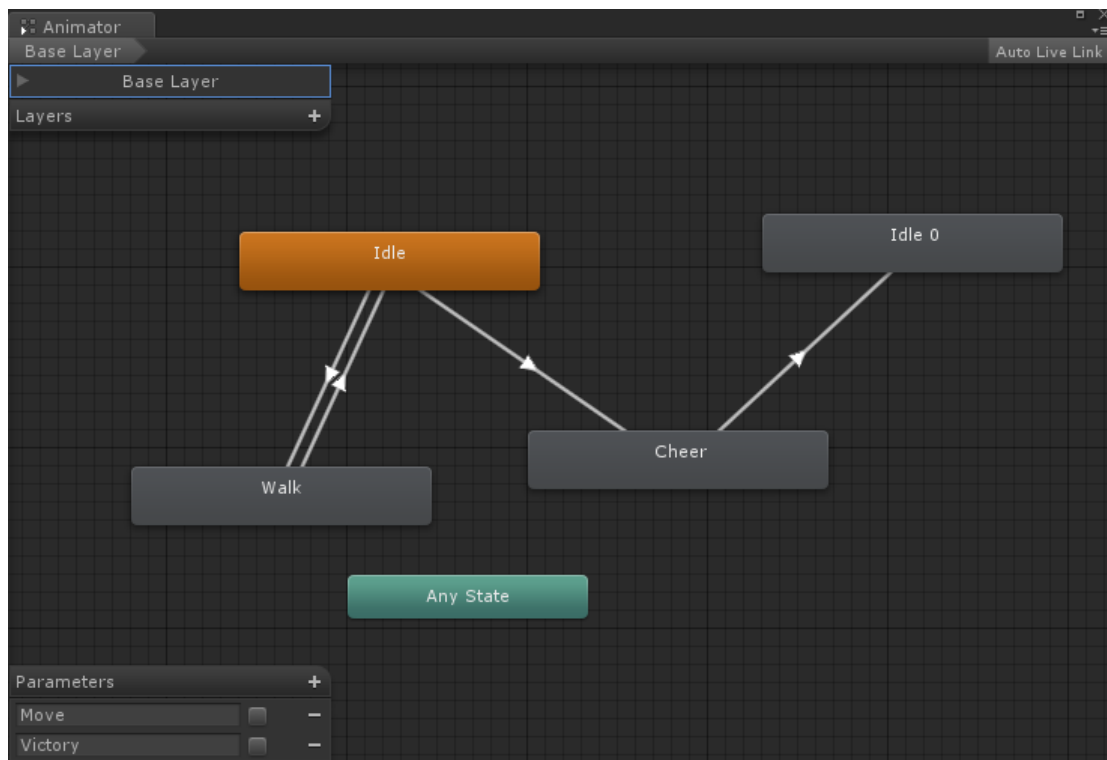 Animator
Base Layer
Auto Live Link
Base Layer
Layers
Idle
Idle 0
Cheer
Walk
Any State
Parameters
Move
Victory